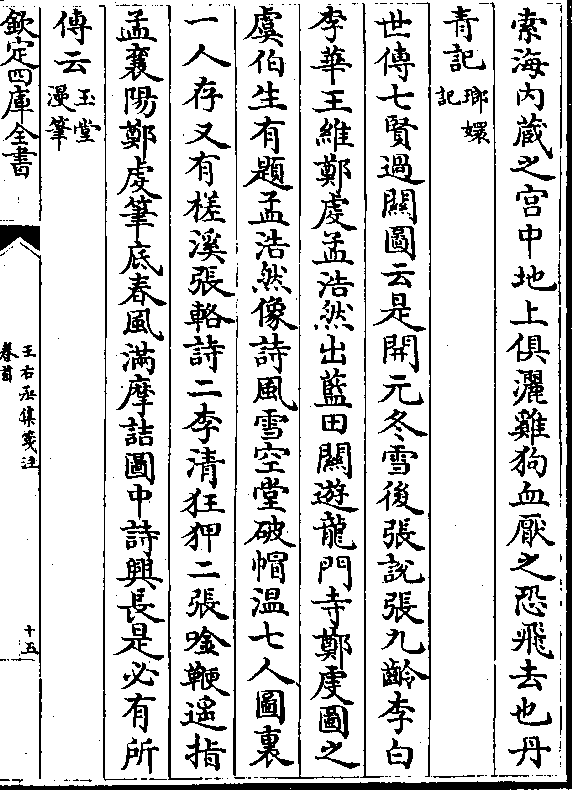 索海内蔵之宫中地上俱灑雞狗血厭之恐飛去也丹
青記瑯嬛記
世傳七賢過關圖云是開元冬雪後張說張九齡李白
李華王維鄭虔孟浩然出藍田關遊龍門寺鄭虔圖之
虞伯生有題孟浩然像詩風雪空堂破帽温七人圖裏
一人存又有槎溪張輅詩二李清狂狎二張唫鞭遥指
孟襄陽鄭虔筆底春風滿摩詰圖中詩興長是必有所
傳云玉堂漫筆
欽定四庫全書
王右丞集箋注
卷首
十五